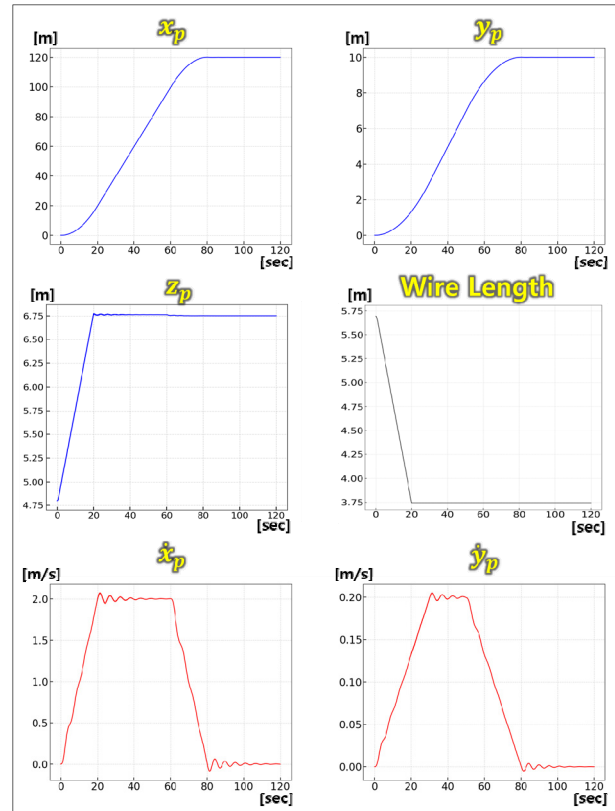 x_p
[m]
120
100
80
60
40
20
0
0 20 40 60 80 100 120
[sec]
y_p
[m]
10
8
6
4
2
0
0 20 40 60 80 100 120
[sec]
z_p
[m]
6.75
6.50
6.25
6.00
5.75
5.50
5.25
5.00
4.75
0 20 40 60 80 100 120
[sec]
Wire Length
[m]
5.75
5.50
5.25
5.00
4.75
4.50
4.25
4.00
3.75
0 20 40 60 80 100 120
[sec]
ẋ_p
[m/s]
2.0
1.5
1.0
0.5
0.0
0 20 40 60 80 100 120
[sec]
ẏ_p
[m/s]
0.20
0.15
0.10
0.05
0.00
0 20 40 60 80 100 120
[sec]